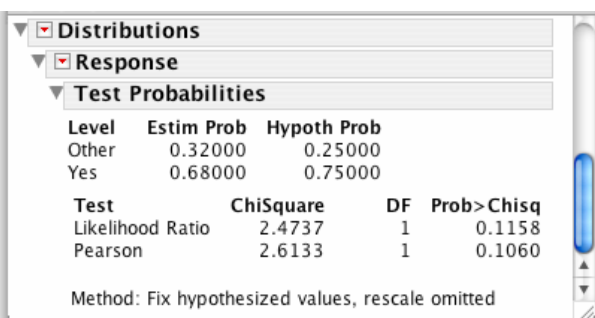 Distributions
Response
Test Probabilities
Level Estim Prob Hypoth Prob
Other 0.32000 0.25000
Yes 0.68000 0.75000
Test ChiSquare DF Prob>Chisq
Likelihood Ratio 2.4737 1 0.1158
Pearson 2.6133 1 0.1060
Method: Fix hypothesized values, rescale omitted